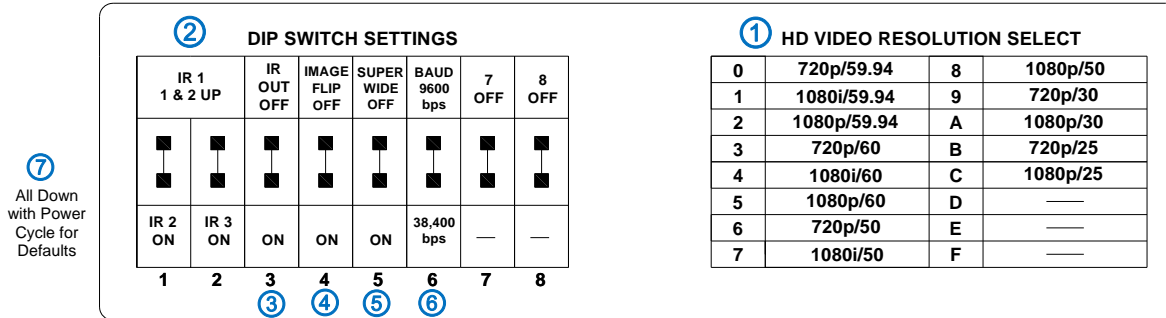 ② DIP SWITCH SETTINGS
IR 1
1 & 2 UP
IR
OUT
OFF
IMAGE
FLIP
OFF
SUPER
WIDE
OFF
BAUD
9600
bps
7
OFF
8
OFF
⑦
All Down
with Power
Cycle for
Defaults
IR 2
ON
IR 3
ON
ON
ON
ON
38,400
bps
—
—
1 2 3 4 5 6 7 8
③ ④ ⑤ ⑥
① HD VIDEO RESOLUTION SELECT
0 720p/59.94 8 1080p/50
1 1080i/59.94 9 720p/30
2 1080p/59.94 A 1080p/30
3 720p/60 B 720p/25
4 1080i/60 C 1080p/25
5 1080p/60 D —
6 720p/50 E —
7 1080i/50 F —